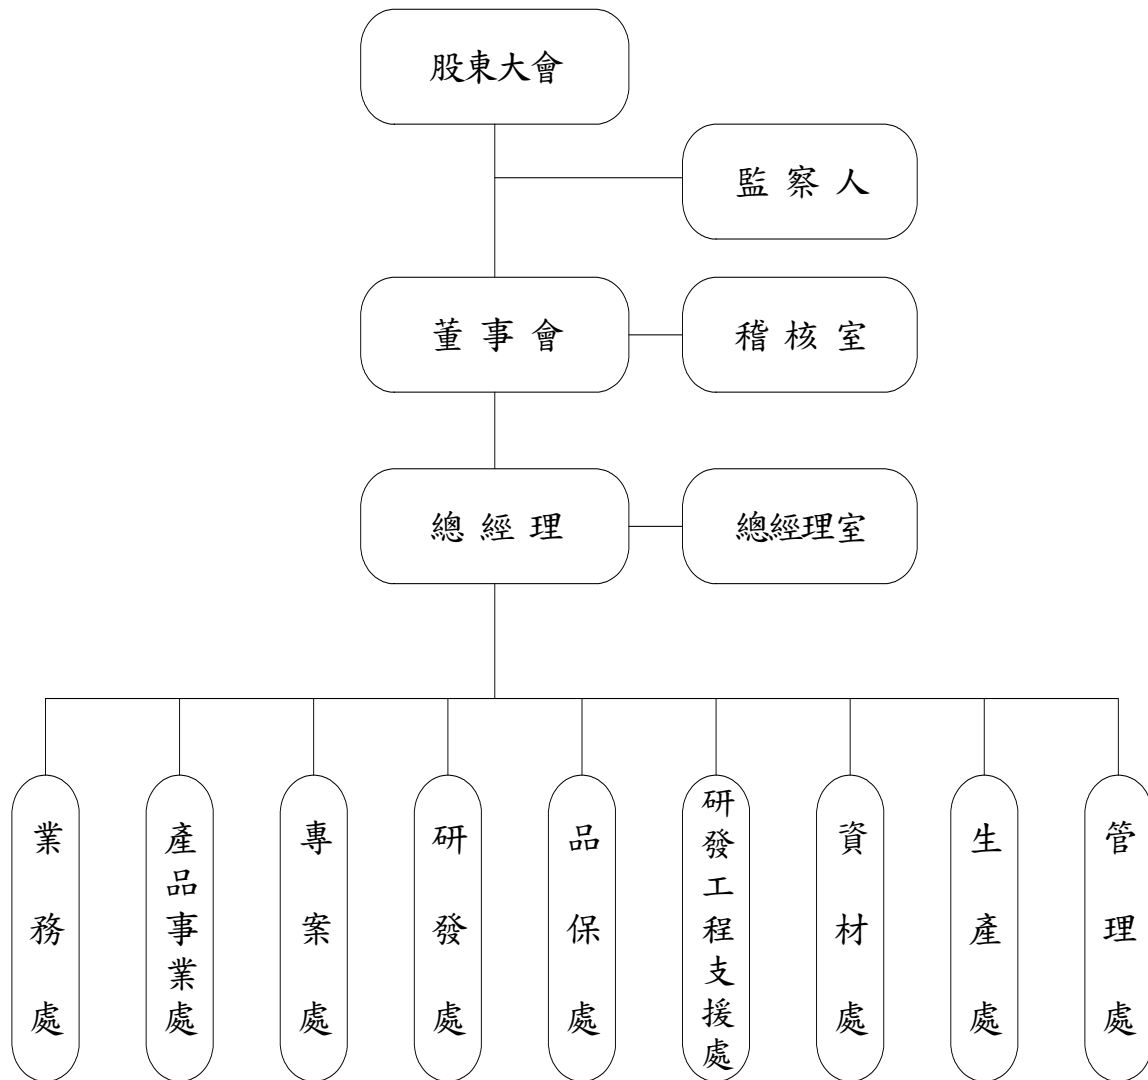 股東大會
監察人
董事會
稽核室
總經理
總經理室
業務處
產品事業處
專案處
研發處
品保處
研發工程支援處
資材處
生產處
管理處